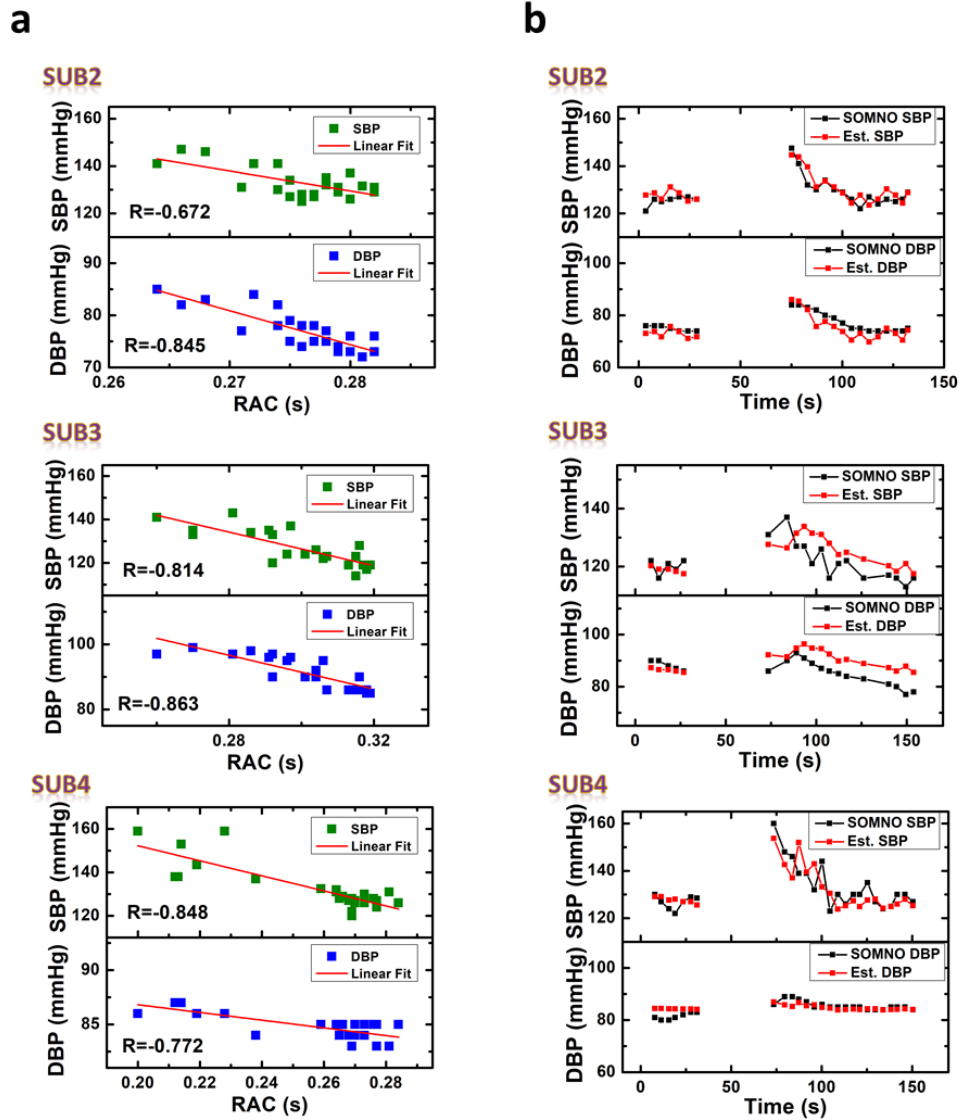 a
b
SUB2
SBP (mmHg)
160
140
120
SBP
Linear Fit
R=-0.672
DBP (mmHg)
90
80
70
DBP
Linear Fit
R=-0.845
0.26
0.27
0.28
RAC (s)
SUB2
SBP (mmHg)
160
140
120
SOMNO SBP
Est. SBP
DBP (mmHg)
100
80
60
SOMNO DBP
Est. DBP
0
50
100
150
Time (s)
SUB3
SBP (mmHg)
160
140
120
SBP
Linear Fit
R=-0.814
DBP (mmHg)
100
80
DBP
Linear Fit
R=-0.863
0.28
0.32
RAC (s)
SUB3
SBP (mmHg)
140
120
SOMNO SBP
Est. SBP
DBP (mmHg)
100
80
SOMNO DBP
Est. DBP
0
50
100
150
Time (s)
SUB4
SBP (mmHg)
160
140
120
SBP
Linear Fit
R=-0.848
DBP (mmHg)
90
85
DBP
Linear Fit
R=-0.772
0.20
0.22
0.24
0.26
0.28
RAC (s)
SUB4
SBP (mmHg)
160
140
120
SOMNO SBP
Est. SBP
DBP (mmHg)
100
80
60
SOMNO DBP
Est. DBP
0
50
100
150
Time (s)